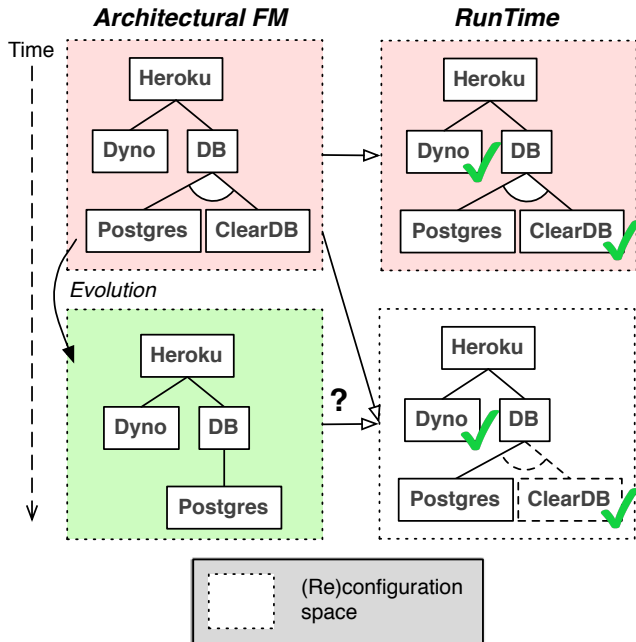 Architectural FM
RunTime
Time
Heroku
Dyno
DB
Postgres
ClearDB
Heroku
Dyno
DB
Postgres
ClearDB
Evolution
Heroku
Dyno
DB
Postgres
?
Heroku
Dyno
DB
Postgres
ClearDB
(Re)configuration
space